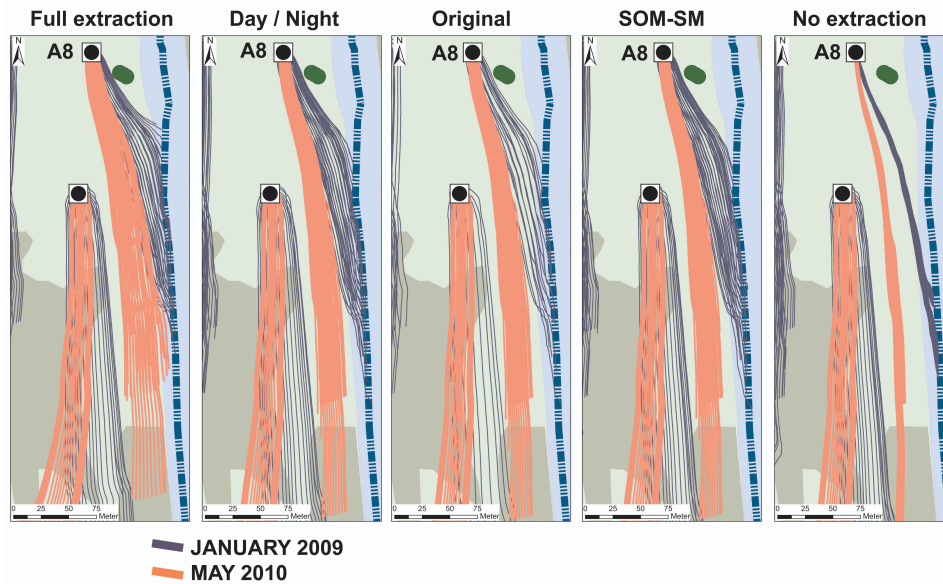 Full extraction
Day / Night
Original
SOM-SM
No extraction
N
A8
N
A8
N
A8
N
A8
N
A8
0 25 50 75
Meter
0 25 50 75
Meter
0 25 50 75
Meter
0 25 50 75
Meter
0 25 50 75
Meter
JANUARY 2009
MAY 2010